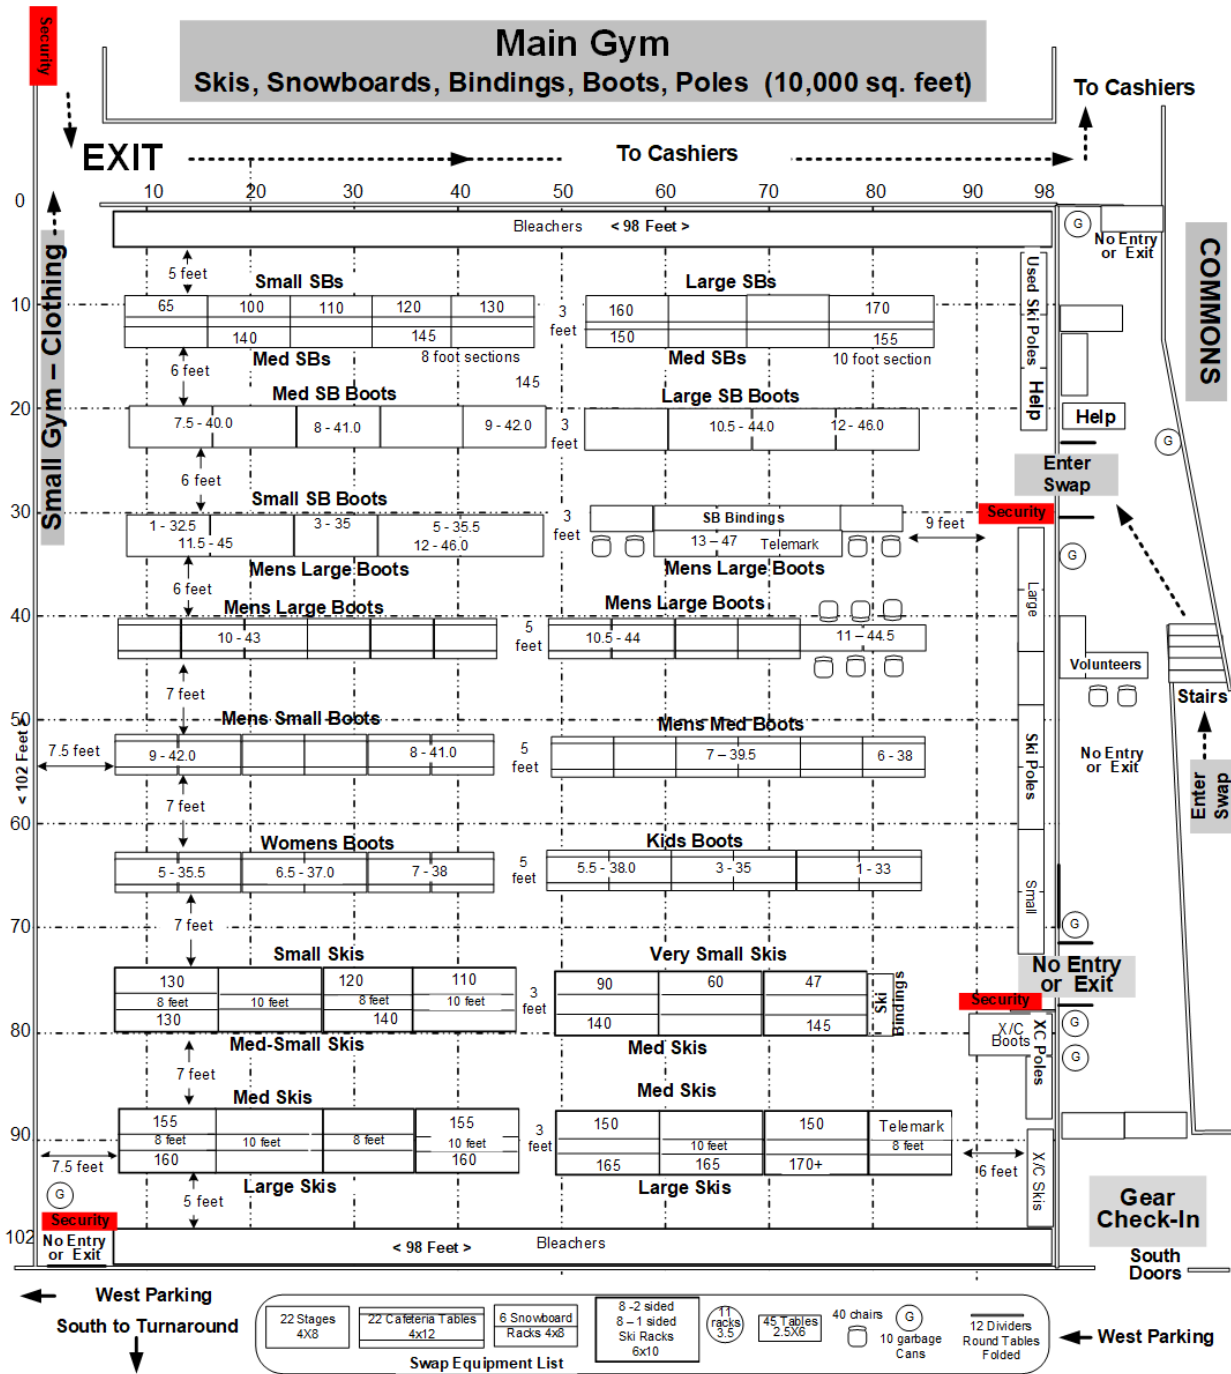 Security
Main Gym
Skis, Snowboards, Bindings, Boots, Poles (10,000 sq. feet)
To Cashiers
EXIT
To Cashiers
0
10
20
30
40
50
60
70
80
90
98
Bleachers < 98 Feet >
G
No Entry
or Exit
COMMONS
Small Gym – Clothing
5 feet
Small SBs
Large SBs
Used Ski Poles
10
65
100
110
120
130
3
feet
160
170
140
145
150
155
Med SBs
8 foot sections
Med SBs
10 foot section
6 feet
145
Help
Med SB Boots
Large SB Boots
20
7.5 - 40.0
8 - 41.0
9 - 42.0
3
feet
10.5 - 44.0
12 - 46.0
Help
G
Enter
Swap
6 feet
Small SB Boots
30
1 - 32.5
3 - 35
5 - 35.5
3
feet
SB Bindings
9 feet
Security
11.5 - 45
12 - 46.0
13 – 47
Telemark
G
Mens Large Boots
Mens Large Boots
6 feet
Mens Large Boots
Mens Large Boots
Large
40
10 - 43
5
feet
10.5 - 44
11 – 44.5
Volunteers
7 feet
Stairs
50
Mens Small Boots
Mens Med Boots
< 102 Feet >
7.5 feet
9 - 42.0
8 - 41.0
5
feet
7 – 39.5
6 - 38
Ski Poles
No Entry
or Exit
Enter
Swap
7 feet
60
Womens Boots
Kids Boots
5 - 35.5
6.5 - 37.0
7 - 38
5
feet
5.5 - 38.0
3 - 35
1 - 33
Small
7 feet
70
G
Small Skis
Very Small Skis
No Entry
or Exit
130
120
110
3
feet
90
60
47
Ski
Bindings
8 feet
10 feet
8 feet
10 feet
Security
130
140
140
145
80
X/C
Boots
XC Poles
G
G
Med-Small Skis
Med Skis
7 feet
Med Skis
Med Skis
155
155
3
feet
150
150
Telemark
90
8 feet
10 feet
8 feet
10 feet
10 feet
8 feet
160
160
165
165
170+
7.5 feet
6 feet
X/C Skis
Large Skis
Large Skis
5 feet
G
Security
Gear
Check-In
102
No Entry
or Exit
< 98 Feet >
Bleachers
South
Doors
West Parking
South to Turnaround
22 Stages
4X8
22 Cafeteria Tables
4x12
6 Snowboard
Racks 4x8
8 -2 sided
8 – 1 sided
Ski Racks
6x10
11
racks
3.5
45 Tables
2.5X6
40 chairs
G
10 garbage
Cans
12 Dividers
Round Tables
Folded
West Parking
Swap Equipment List